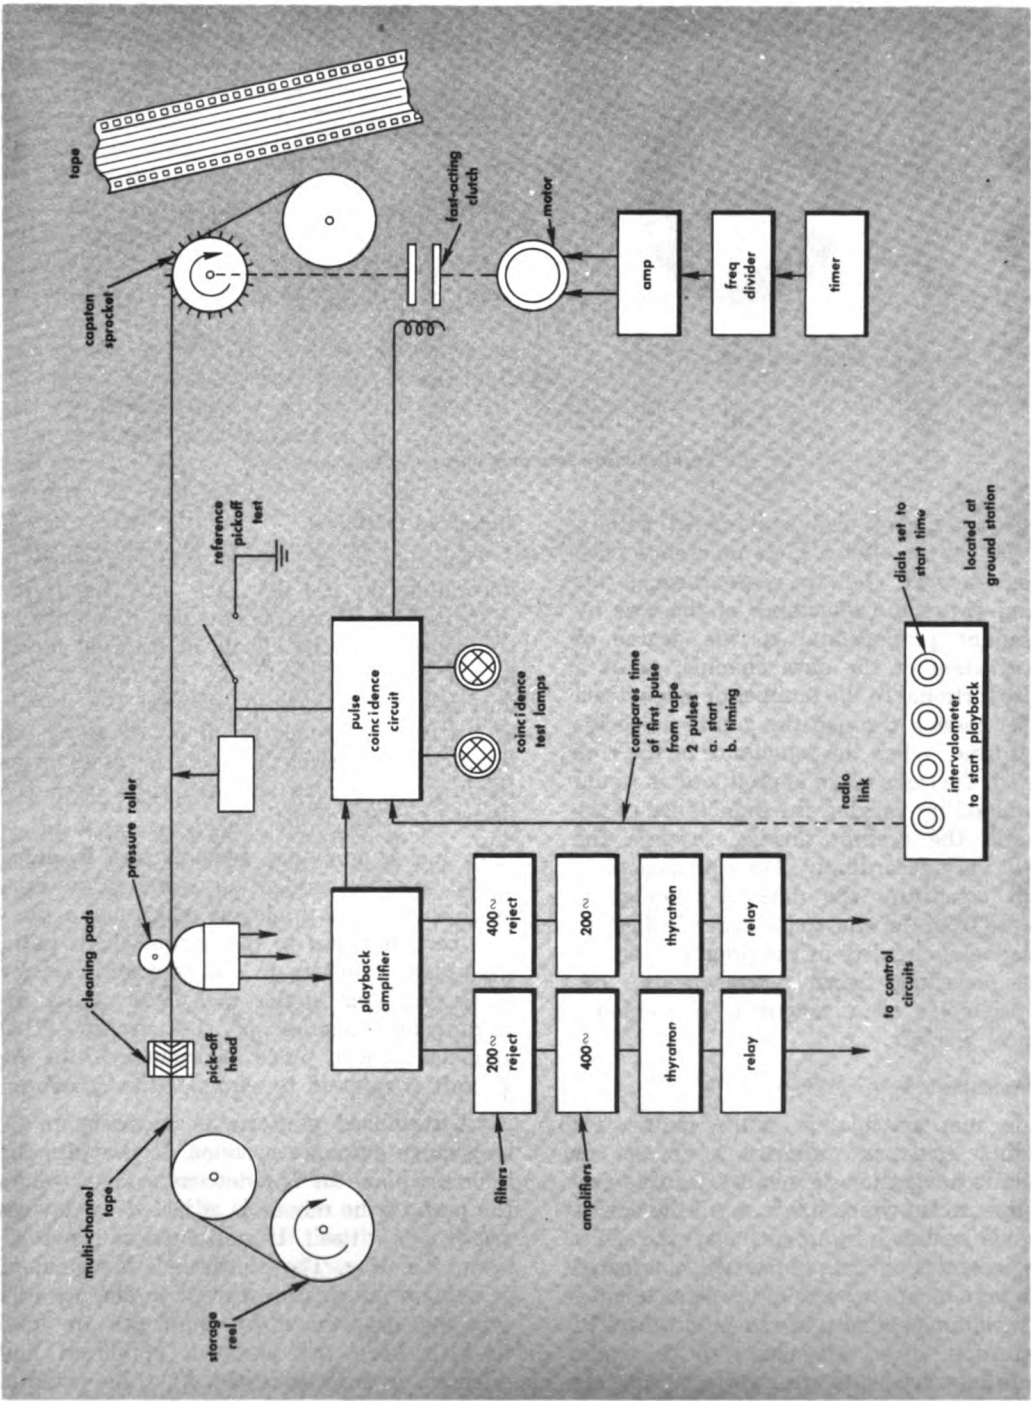 storage
reel
multi-channel
tape
cleaning pads
pick-off
head
pressure roller
reference
pickoff
test
capstan
sprocket
tape
fast-acting
clutch
motor
amp
freq
divider
timer
pulse
coincidence
circuit
coincidence
test lamps
playback
amplifier
compares time
of first pulse
from tape
2 pulses
a. start
b. timing
radio
link
filters
200~
reject
400~
reject
amplifiers
400~
200~
thyratron
thyratron
relay
relay
to control
circuits
intervalometer
to start playback
dials set to
start time
located at
ground station